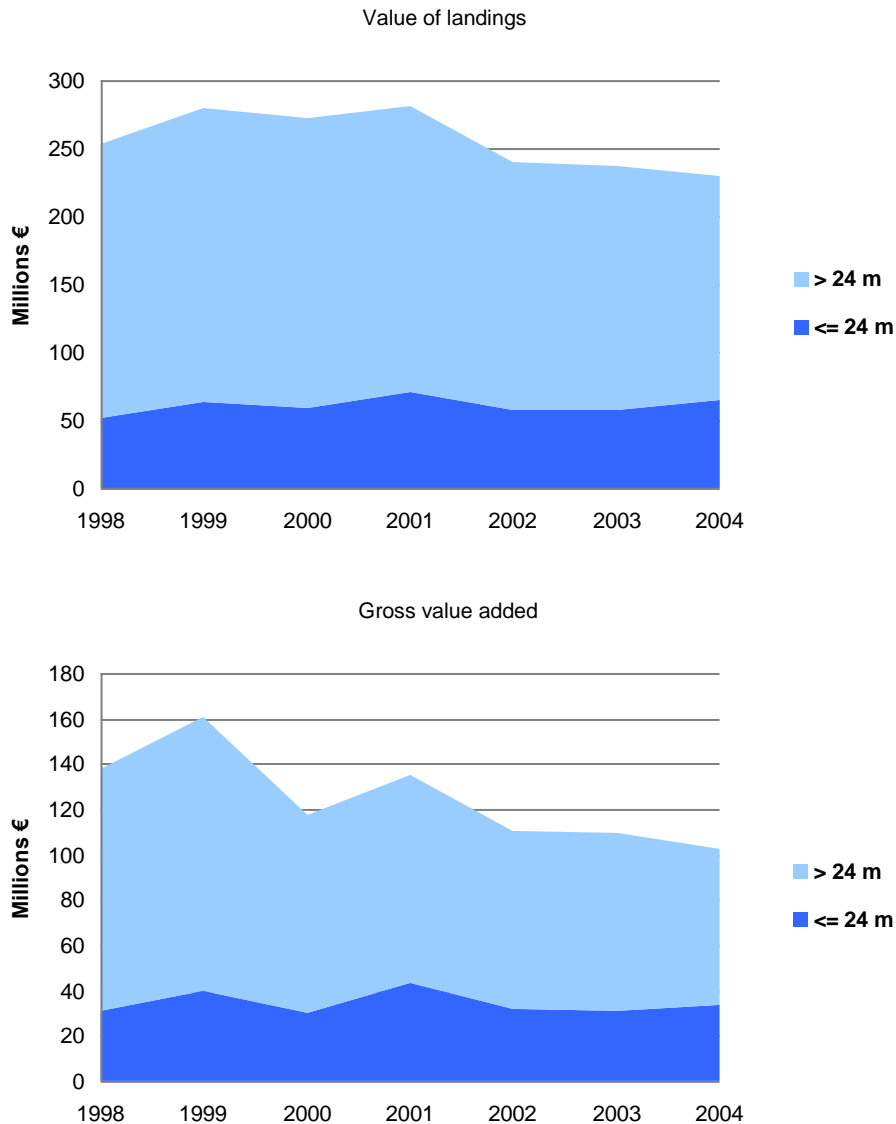 Value of landings
300
250
200
150
100
50
0
Millions €
1998 1999 2000 2001 2002 2003 2004
> 24 m
<= 24 m
Gross value added
180
160
140
120
100
80
60
40
20
0
Millions €
1998 1999 2000 2001 2002 2003 2004
> 24 m
<= 24 m